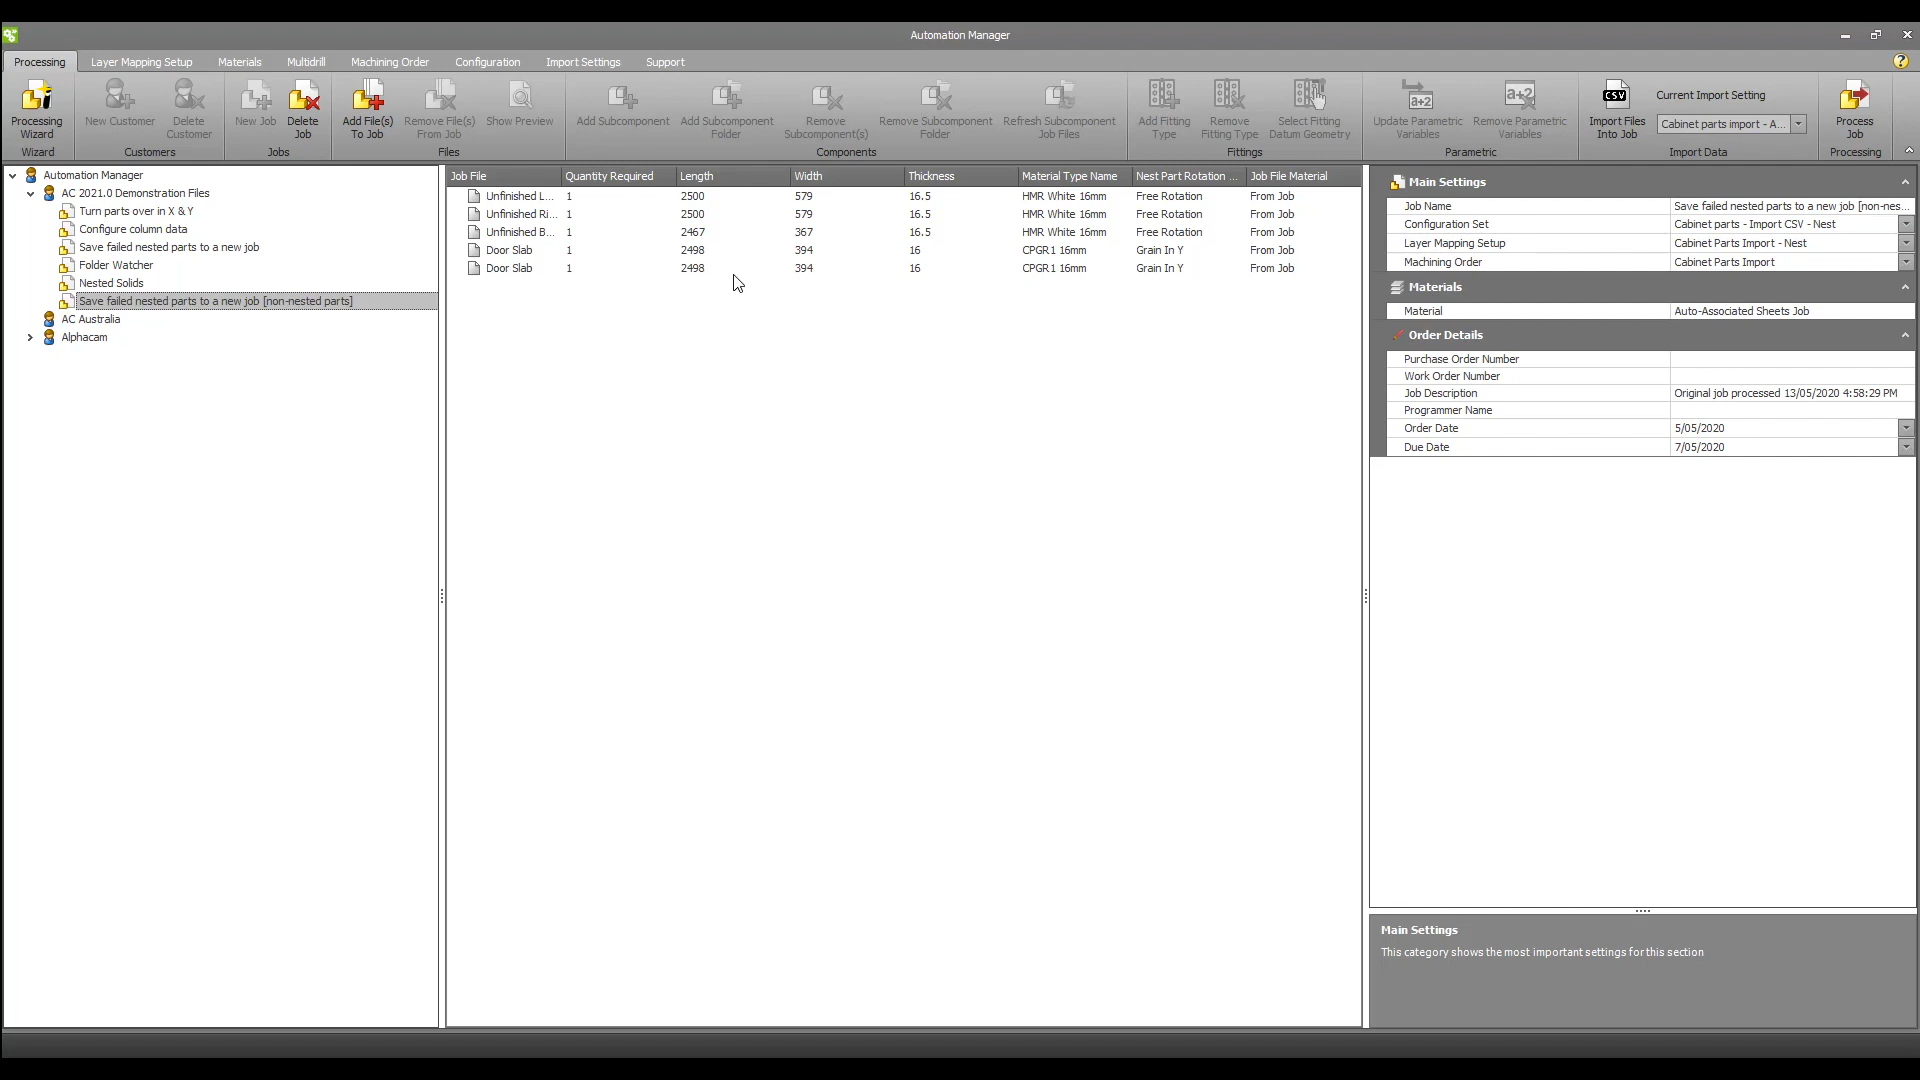 Automation Manager
Processing Layer Mapping Setup Materials Multidrill Machining Order Configuration Import Settings Support
Processing Wizard
Wizard
New Customer
Delete Customer
Customers
New Job
Delete Job
Jobs
Add File(s) To Job
Remove File(s) From Job
Show Preview
Files
Add Subcomponent
Add Subcomponent Folder
Remove Subcomponent(s)
Remove Subcomponent Folder
Refresh Subcomponent Job Files
Components
Add Fitting Type
Remove Fitting Type
Select Fitting Datum Geometry
Fittings
a+2
Update Parametric Variables
a+2
Remove Parametric Variables
Parametric
CSV
Import Files Into Job
Current Import Setting
Cabinet parts import - A...
Import Data
Process Job
Processing
Automation Manager
AC 2021.0 Demonstration Files
Turn parts over in X & Y
Configure column data
Save failed nested parts to a new job
Folder Watcher
Nested Solids
Save failed nested parts to a new job [non-nested parts]
AC Australia
Alphacam
Job File Quantity Required Length Width Thickness Material Type Name Nest Part Rotation ... Job File Material
Unfinished L... 1 2500 579 16.5 HMR White 16mm Free Rotation From Job
Unfinished Ri... 1 2500 579 16.5 HMR White 16mm Free Rotation From Job
Unfinished B... 1 2467 367 16.5 HMR White 16mm Free Rotation From Job
Door Slab 1 2498 394 16 CPGR1 16mm Grain In Y From Job
Door Slab 1 2498 394 16 CPGR1 16mm Grain In Y From Job
Main Settings
Job Name Save failed nested parts to a new job [non-nes...
Configuration Set Cabinet parts - Import CSV - Nest
Layer Mapping Setup Cabinet Parts Import - Nest
Machining Order Cabinet Parts Import
Materials
Material Auto-Associated Sheets Job
Order Details
Purchase Order Number
Work Order Number
Job Description Original job processed 13/05/2020 4:58:29 PM
Programmer Name
Order Date 5/05/2020
Due Date 7/05/2020
Main Settings
This category shows the most important settings for this section